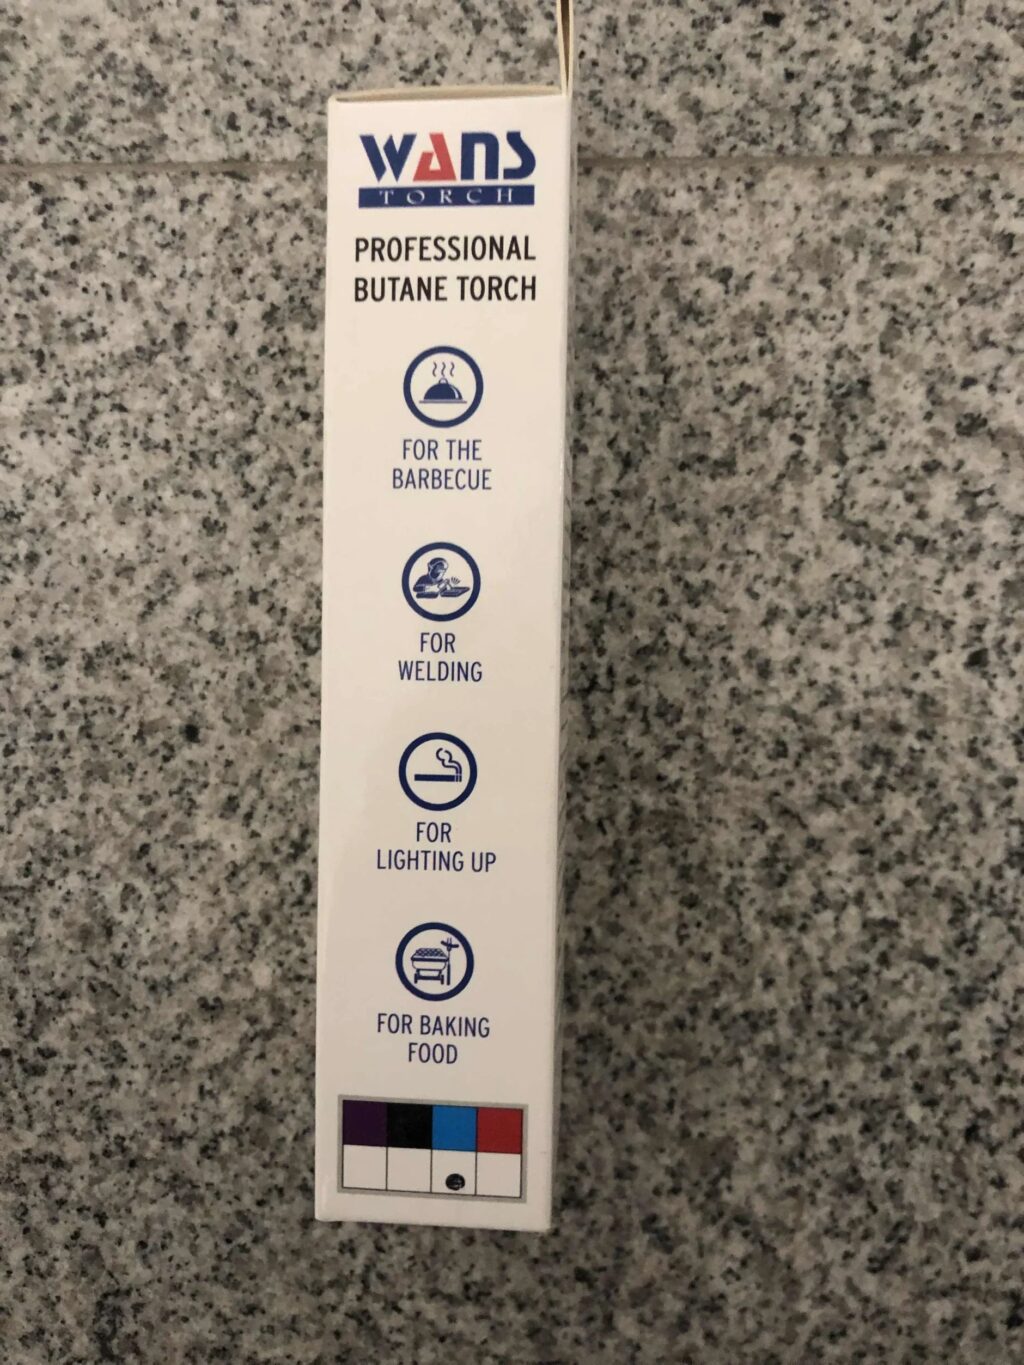 WANS
TORCH
PROFESSIONAL
BUTANE TORCH
FOR THE
BARBECUE
FOR
WELDING
FOR
LIGHTING UP
FOR BAKING
FOOD